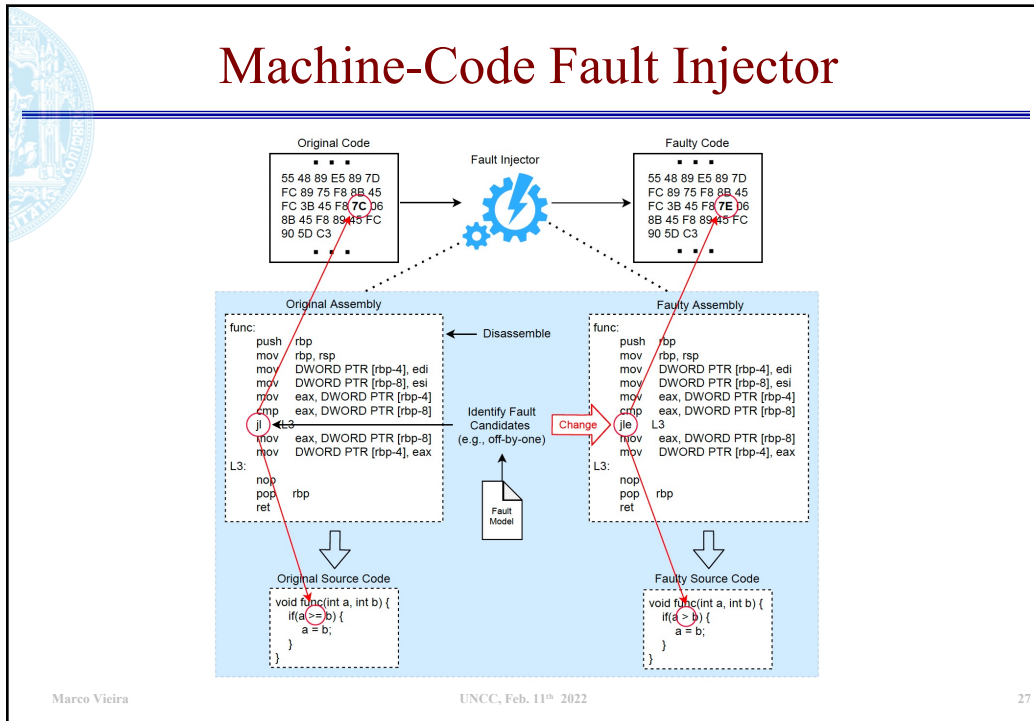 Machine-Code Fault Injector
Original Code
Fault Injector
Faulty Code
55 48 89 E5 89 7D
FC 89 75 F8 8B 45
FC 3B 45 F8 7C 06
8B 45 F8 89 45 FC
90 5D C3
55 48 89 E5 89 7D
FC 89 75 F8 8B 45
FC 3B 45 F8 7E 06
8B 45 F8 89 45 FC
90 5D C3
Original Assembly
func:
push rbp
mov rbp, rsp
mov DWORD PTR [rbp-4], edi
mov DWORD PTR [rbp-8], esi
mov eax, DWORD PTR [rbp-4]
cmp eax, DWORD PTR [rbp-8]
jl L3
mov eax, DWORD PTR [rbp-8]
mov DWORD PTR [rbp-4], eax
L3:
nop
pop rbp
ret
Disassemble
Identify Fault
Candidates
(e.g., off-by-one)
Change
Fault
Model
Faulty Assembly
func:
push rbp
mov rbp, rsp
mov DWORD PTR [rbp-4], edi
mov DWORD PTR [rbp-8], esi
mov eax, DWORD PTR [rbp-4]
cmp eax, DWORD PTR [rbp-8]
jle L3
mov eax, DWORD PTR [rbp-8]
mov DWORD PTR [rbp-4], eax
L3:
nop
pop rbp
ret
Original Source Code
void func(int a, int b) {
if(a >= b) {
a = b;
}
}
Faulty Source Code
void func(int a, int b) {
if(a > b) {
a = b;
}
}
Marco Vieira
UNCC, Feb. 11th 2022
27